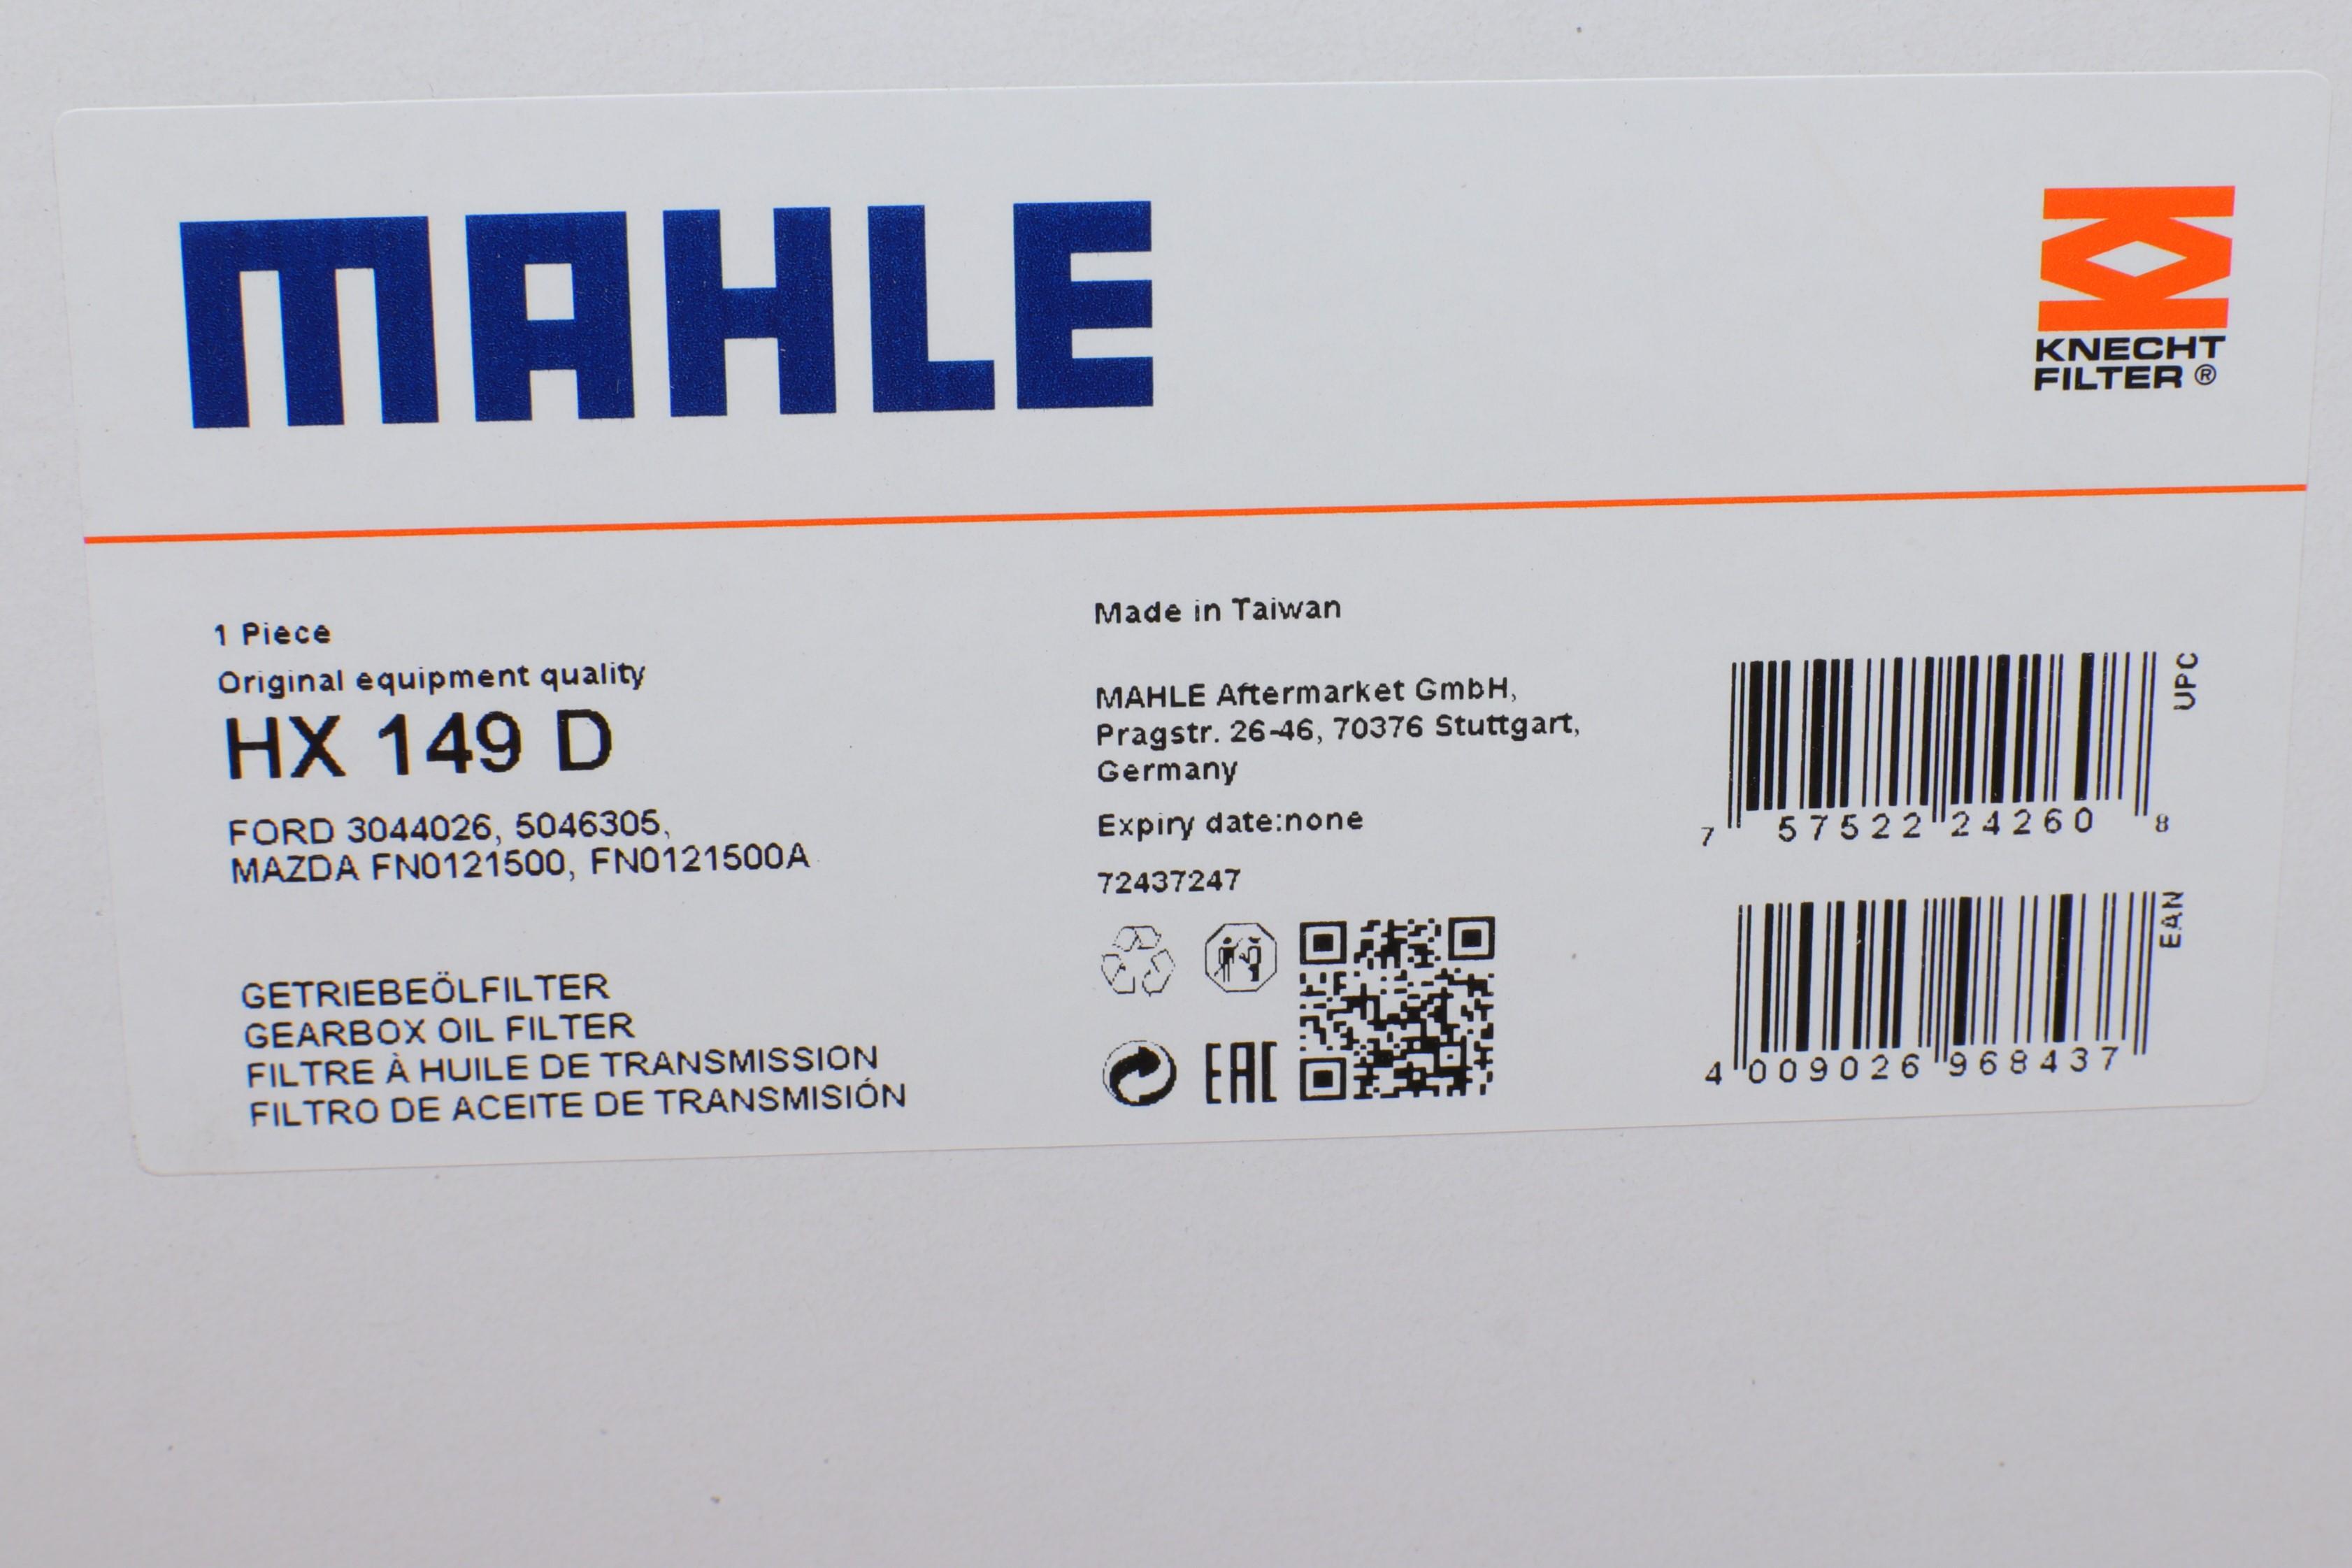 MAHLE
KNECHT
FILTER ®
1 Piece
Original equipment quality
HX 149 D
FORD 3044026, 5046305,
MAZDA FN0121500, FN0121500A
GETRIEBEÖLFILTER
GEARBOX OIL FILTER
FILTRE À HUILE DE TRANSMISSION
FILTRO DE ACEITE DE TRANSMISIÓN
Made in Taiwan
MAHLE Aftermarket GmbH,
Pragstr. 26-46, 70376 Stuttgart,
Germany
Expiry date:none
72437247
EAC
UPC
7 57522 24260 8
EAN
4 009026 968437